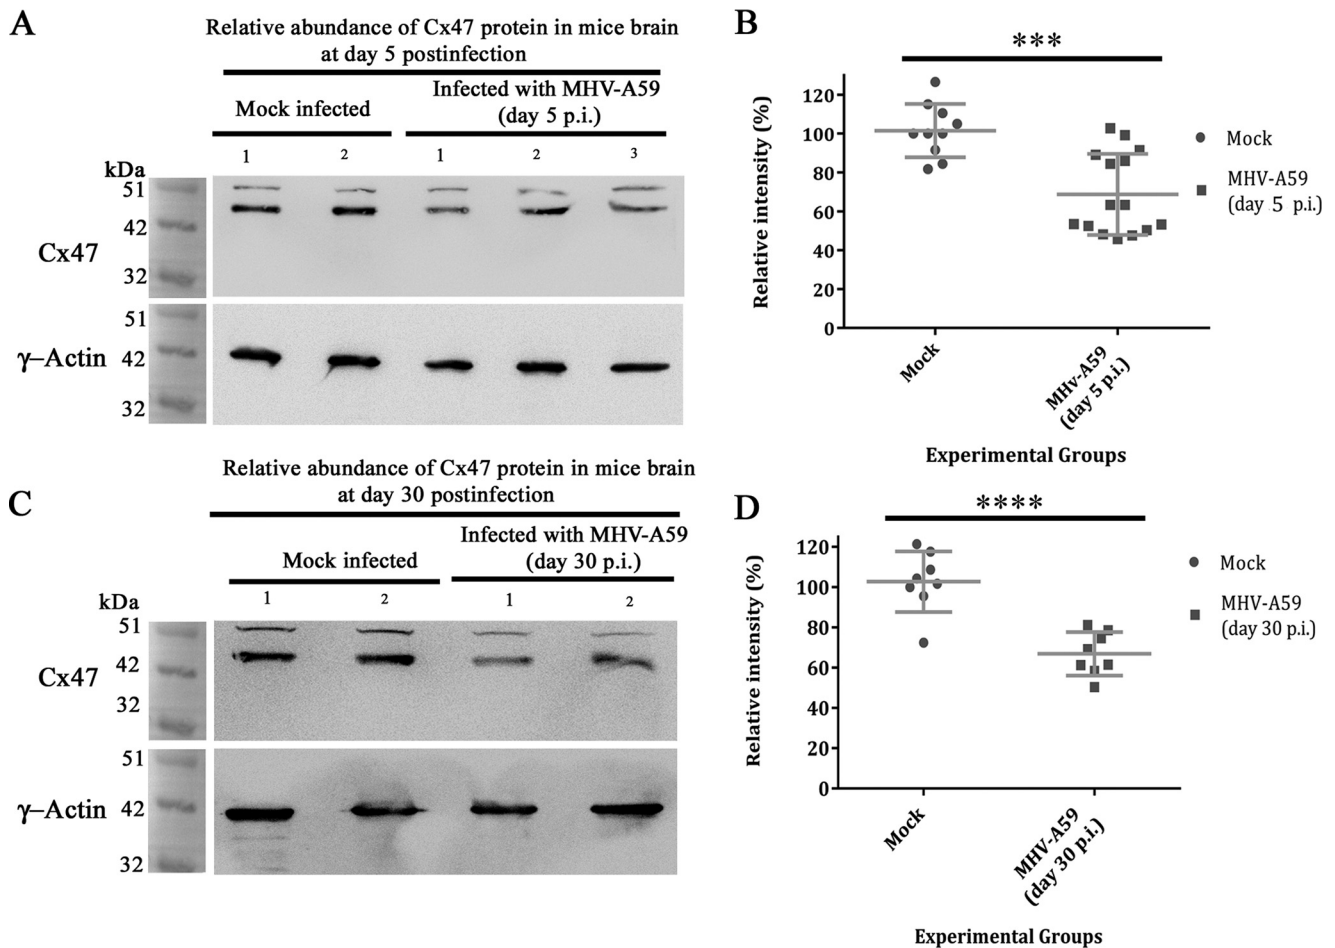 A
Relative abundance of Cx47 protein in mice brain
at day 5 postinfection
Mock infected
Infected with MHV-A59
(day 5 p.i.)
1 2 1 2 3
kDa
51
42
32
Cx47
51
42
32
γ–Actin
B
***
Relative intensity (%)
120
100
80
60
40
20
0
Mock
MHv-A59
(day 5 p.i.)
Experimental Groups
Mock
MHV-A59
(day 5 p.i.)
C
Relative abundance of Cx47 protein in mice brain
at day 30 postinfection
Mock infected
Infected with MHV-A59
(day 30 p.i.)
1 2 1 2
kDa
51
42
32
Cx47
51
42
32
γ–Actin
D
****
Relative intensity (%)
120
100
80
60
40
20
0
Mock
MHV-A59
(day 30 p.i.)
Experimental Groups
Mock
MHV-A59
(day 30 p.i.)